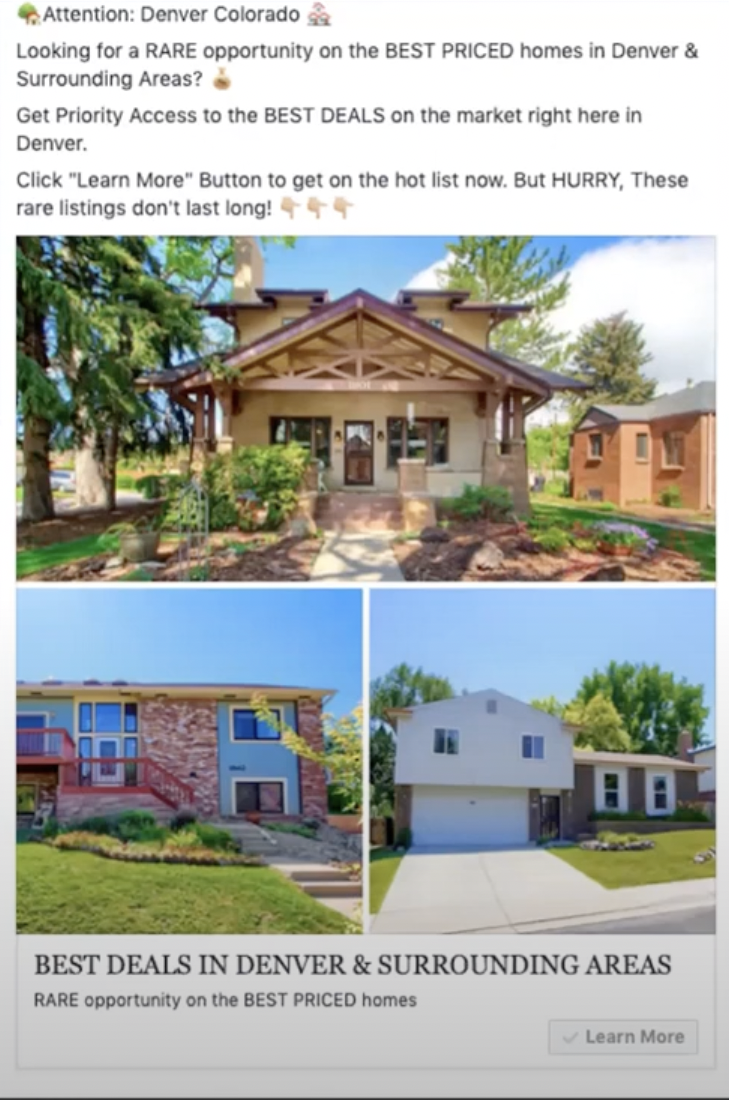 🏡Attention: Denver Colorado 🏘️
Looking for a RARE opportunity on the BEST PRICED homes in Denver &
Surrounding Areas? 💰
Get Priority Access to the BEST DEALS on the market right here in
Denver.
Click "Learn More" Button to get on the hot list now. But HURRY, These
rare listings don't last long! 👇🏻👇🏻👇🏻
BEST DEALS IN DENVER & SURROUNDING AREAS
RARE opportunity on the BEST PRICED homes
Learn More